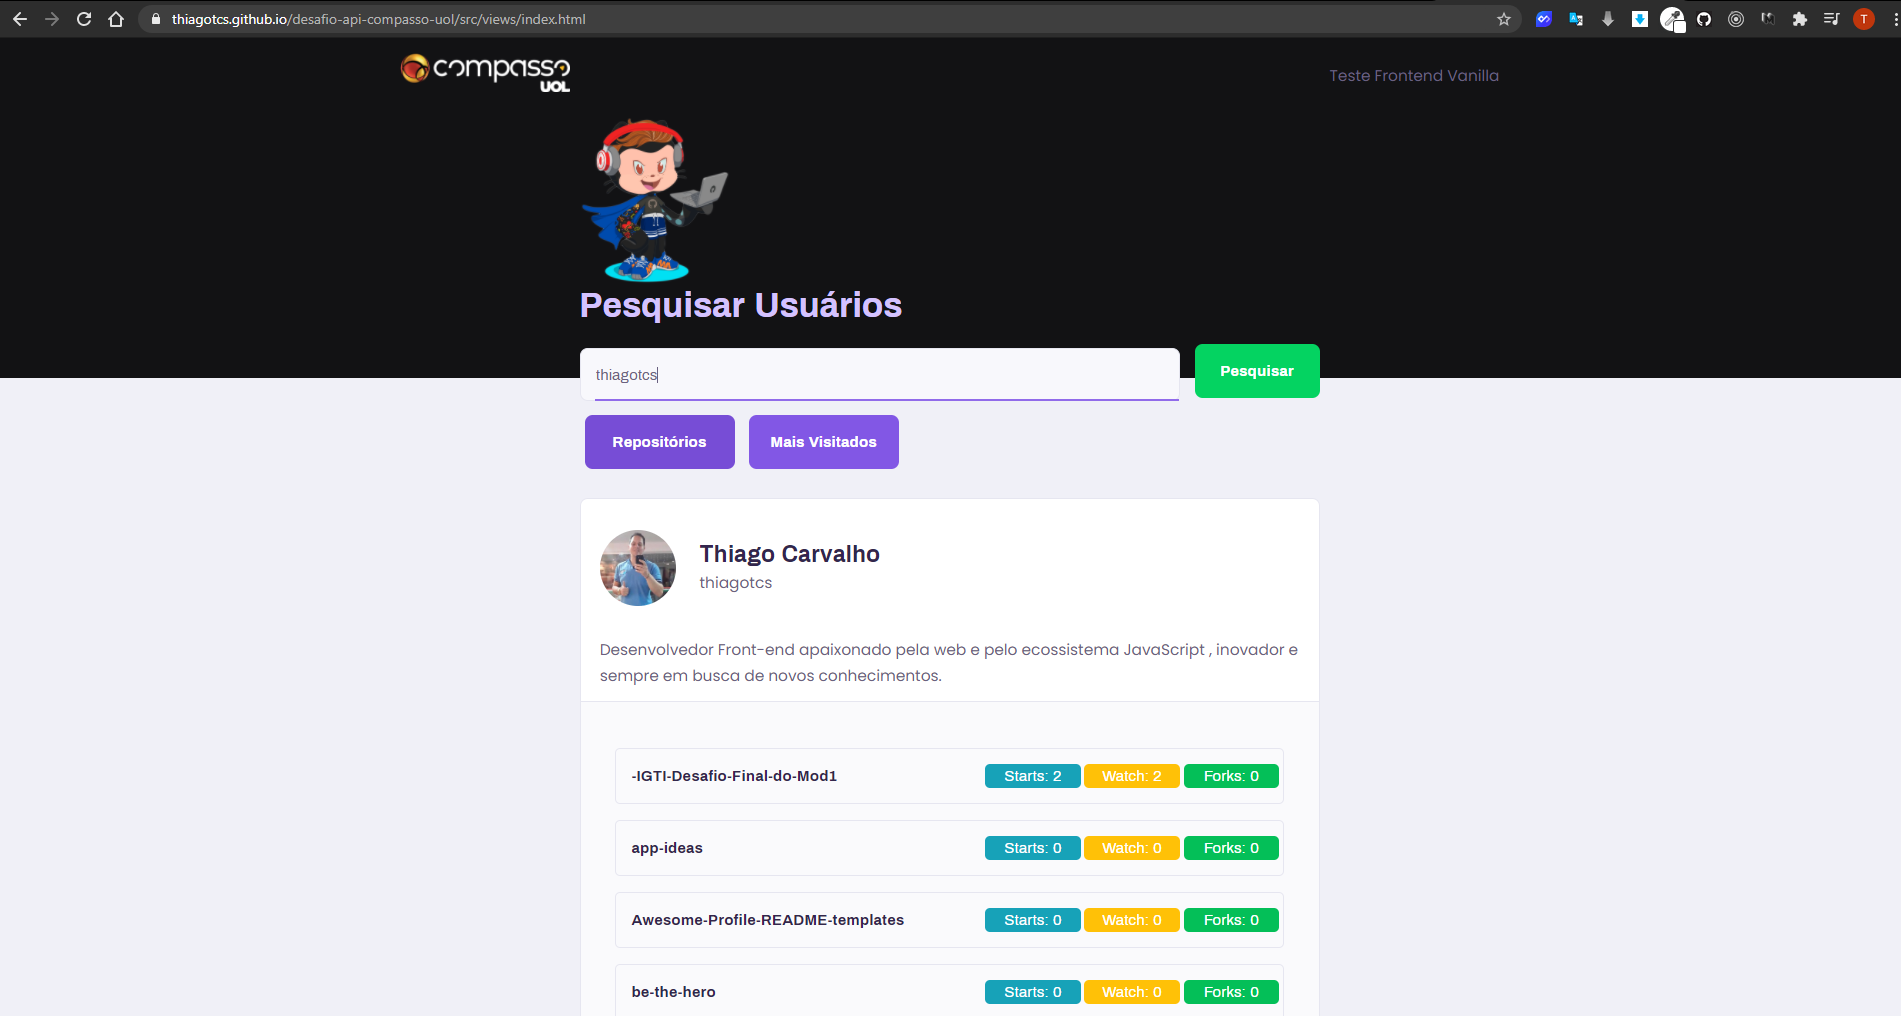 thiagotcs.github.io/desafio-api-compasso-uol/src/views/index.html
T
compasso
UOL
Teste Frontend Vanilla
Pesquisar Usuários
thiagotcs
Pesquisar
Repositórios
Mais Visitados
Thiago Carvalho
thiagotcs
Desenvolvedor Front-end apaixonado pela web e pelo ecossistema JavaScript , inovador e
sempre em busca de novos conhecimentos.
-IGTI-Desafio-Final-do-Mod1 Starts: 2 Watch: 2 Forks: 0
app-ideas Starts: 0 Watch: 0 Forks: 0
Awesome-Profile-README-templates Starts: 0 Watch: 0 Forks: 0
be-the-hero Starts: 0 Watch: 0 Forks: 0